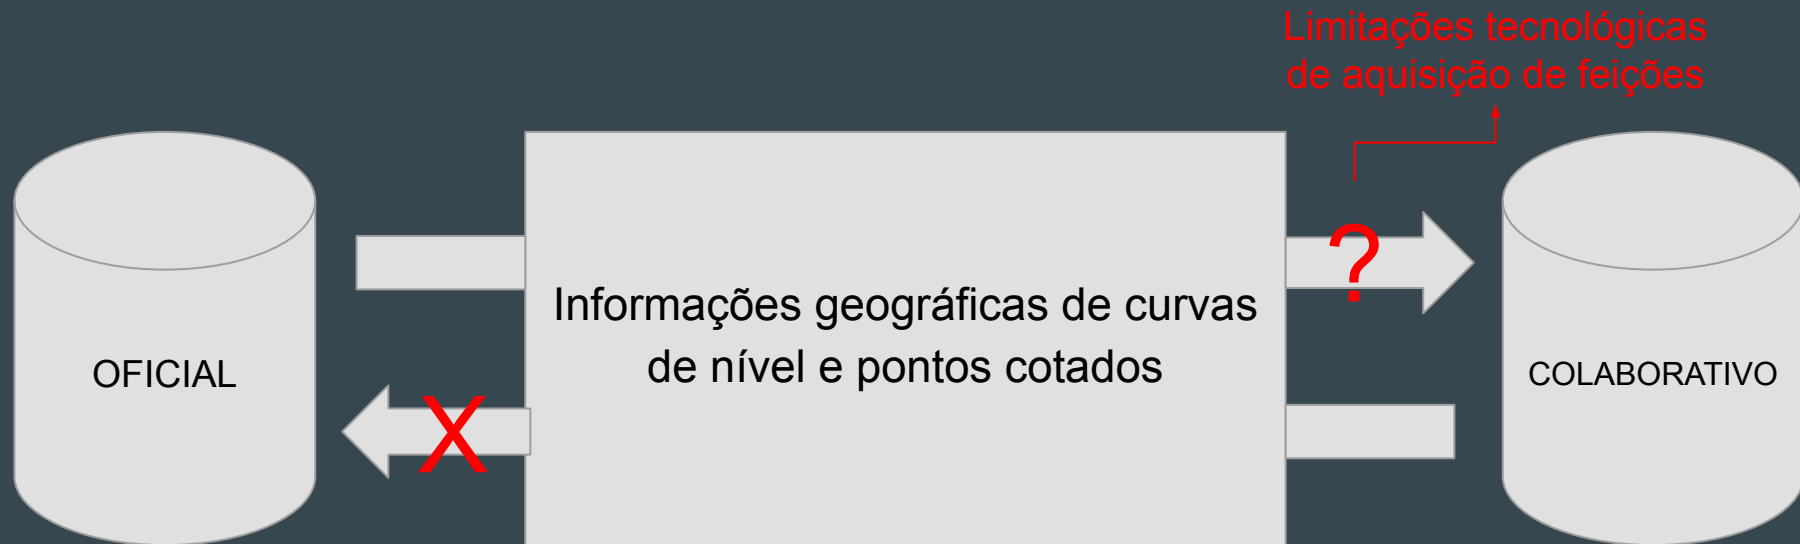 Limitações tecnológicas
de aquisição de feições
?
Informações geográficas de curvas
de nível e pontos cotados
OFICIAL
COLABORATIVO
X